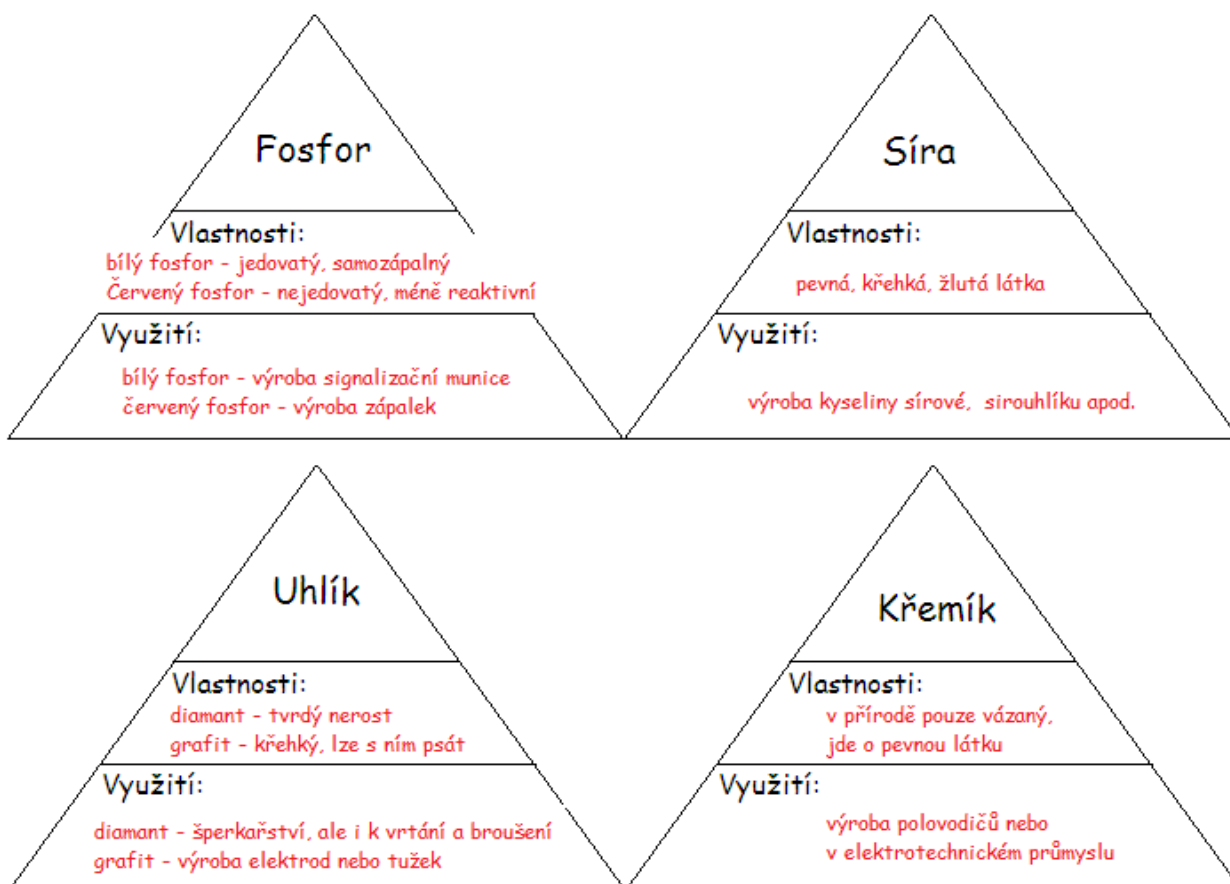 Fosfor
Vlastnosti:
bílý fosfor - jedovatý, samozápalný
Červený fosfor - nejedovatý, méně reaktivní
Využití:
bílý fosfor - výroba signalizační munice
červený fosfor - výroba zápalek
Síra
Vlastnosti:
pevná, křehká, žlutá látka
Využití:
výroba kyseliny sírové, sirouhlíku apod.
Uhlík
Vlastnosti:
diamant - tvrdý nerost
grafit - křehký, lze s ním psát
Využití:
diamant - šperkařství, ale i k vrtání a broušení
grafit - výroba elektrod nebo tužek
Křemík
Vlastnosti:
v přírodě pouze vázaný,
jde o pevnou látku
Využití:
výroba polovodičů nebo
v elektrotechnickém průmyslu